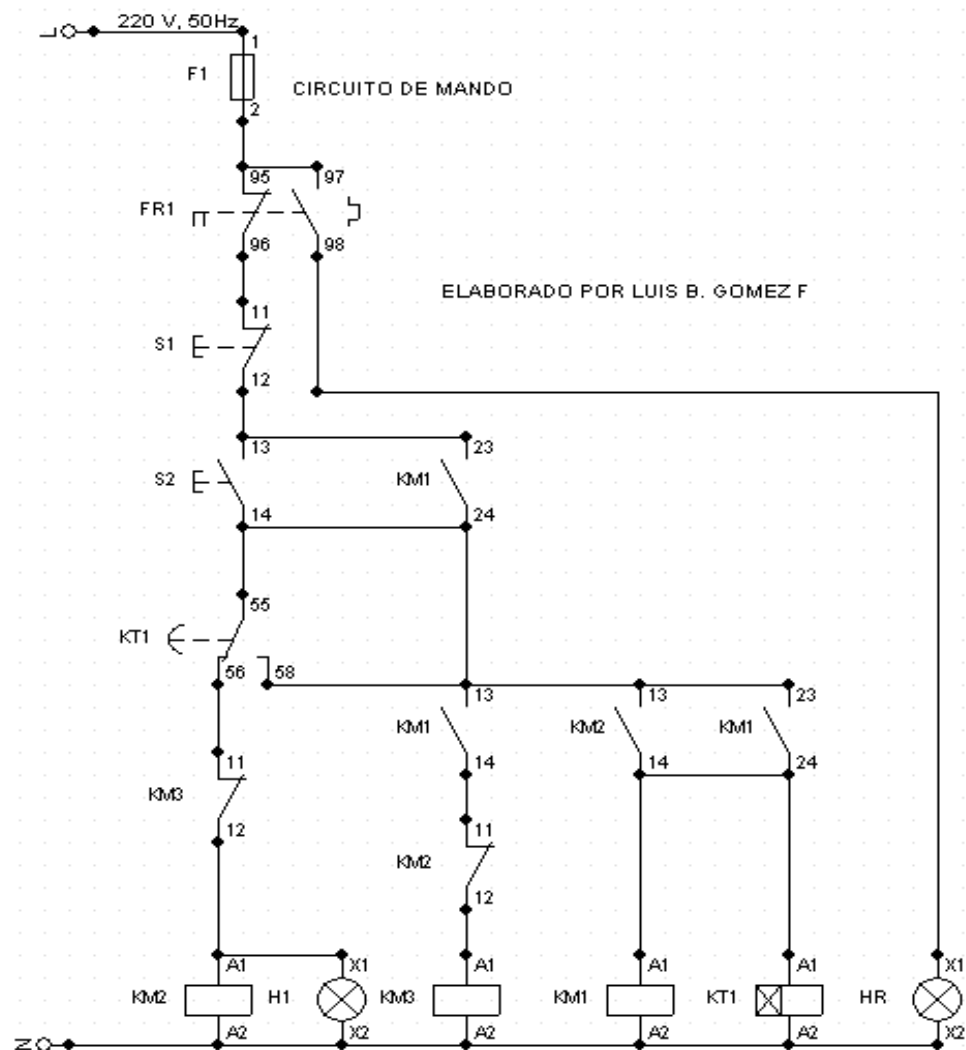 L 220 V, 50Hz
1
F1
2
CIRCUITO DE MANDO
95 97
FR1
96 98
ELABORADO POR LUIS B. GOMEZ F
11
S1
12
13 23
S2 KM1
14 24
55
KT1
56 58
13 13 23
KM1 KM2 KM1
14 14 24
11
KM3
12
11
KM2
12
A1 X1 A1 A1 A1 X1
KM2 H1 KM3 KM1 KT1 HR
A2 X2 A2 A2 A2 X2
N